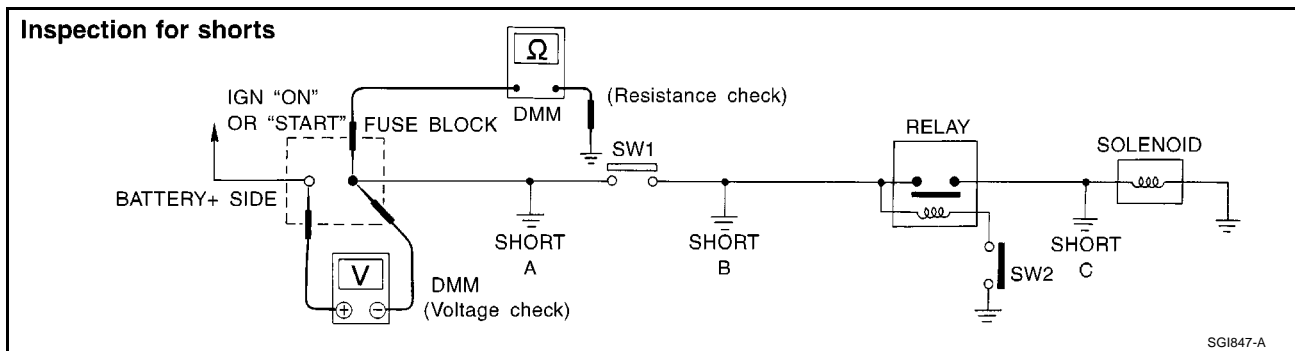 Inspection for shorts
IGN "ON"
OR "START"
FUSE BLOCK
Ω
DMM
(Resistance check)
BATTERY+ SIDE
SW1
RELAY
SOLENOID
SHORT
A
SHORT
B
SHORT
C
SW2
V
+ −
DMM
(Voltage check)
SGI847-A